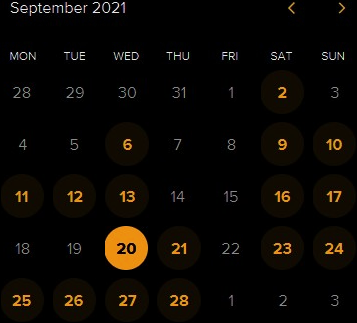 September 2021 < >
MON TUE WED THU FRI SAT SUN
28 29 30 31 1 2 3
4 5 6 7 8 9 10
11 12 13 14 15 16 17
18 19 20 21 22 23 24
25 26 27 28 1 2 3